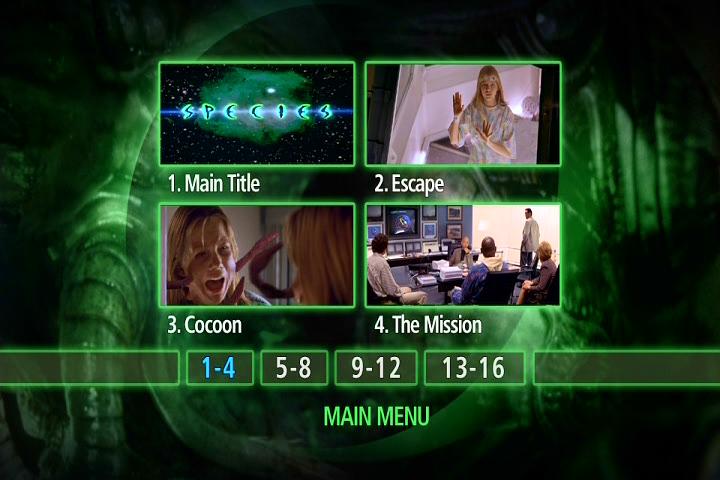 SPECIES
1. Main Title
2. Escape
3. Cocoon
4. The Mission
1-4 5-8 9-12 13-16
MAIN MENU